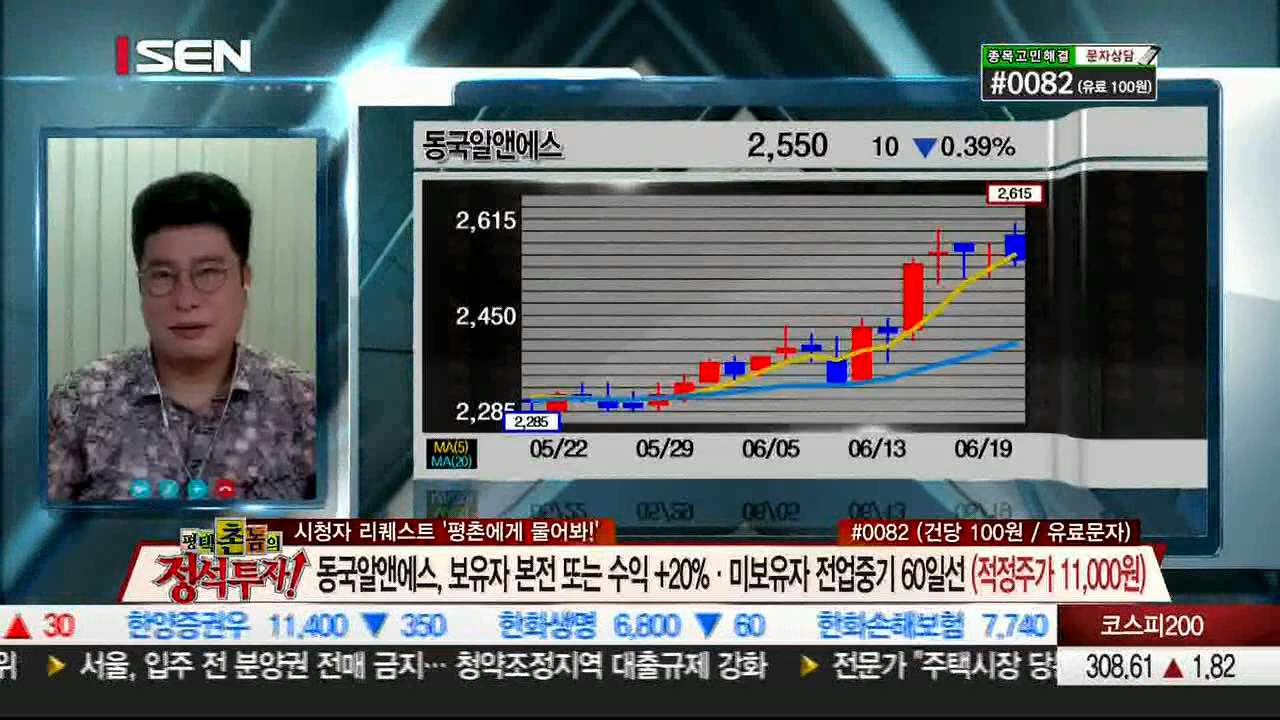 SEN
종목고민해결 문자상담
#0082 (유료 100원)
동국알앤에스 2,550 10 ▼0.39%
2,615
2,615
2,450
2,285
2,285
MA(5)
MA(20)
05/22 05/29 06/05 06/13 06/19
평택촌놈의
정석투자!
시청자 리퀘스트 '평촌에게 물어봐!'
#0082 (건당 100원 / 유료문자)
동국알앤에스, 보유자 본전 또는 수익 +20% · 미보유자 전업중기 60일선 (적정주가 11,000원)
▲ 30 한양증권우 11,400 ▼ 350 한화생명 6,800 ▼ 60 한화손해보험 7,740
코스피200
위 ▶ 서울, 입주 전 분양권 전매 금지… 청약조정지역 대출규제 강화 ▶ 전문가 "주택시장 당
308.61 ▲ 1.82